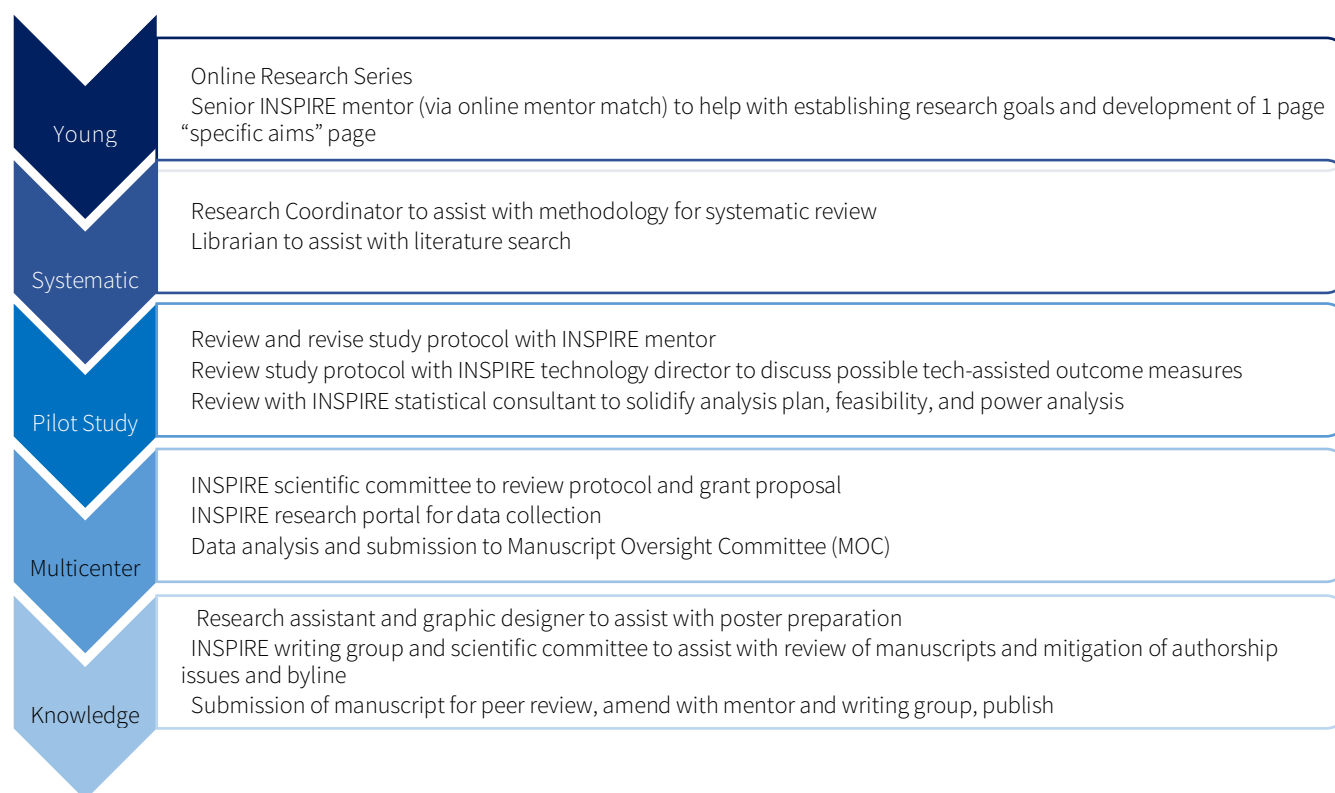 Young
Online Research Series
Senior INSPIRE mentor (via online mentor match) to help with establishing research goals and development of 1 page
“specific aims” page
Systematic
Research Coordinator to assist with methodology for systematic review
Librarian to assist with literature search
Pilot Study
Review and revise study protocol with INSPIRE mentor
Review study protocol with INSPIRE technology director to discuss possible tech-assisted outcome measures
Review with INSPIRE statistical consultant to solidify analysis plan, feasibility, and power analysis
Multicenter
INSPIRE scientific committee to review protocol and grant proposal
INSPIRE research portal for data collection
Data analysis and submission to Manuscript Oversight Committee (MOC)
Knowledge
Research assistant and graphic designer to assist with poster preparation
INSPIRE writing group and scientific committee to assist with review of manuscripts and mitigation of authorship
issues and byline
Submission of manuscript for peer review, amend with mentor and writing group, publish